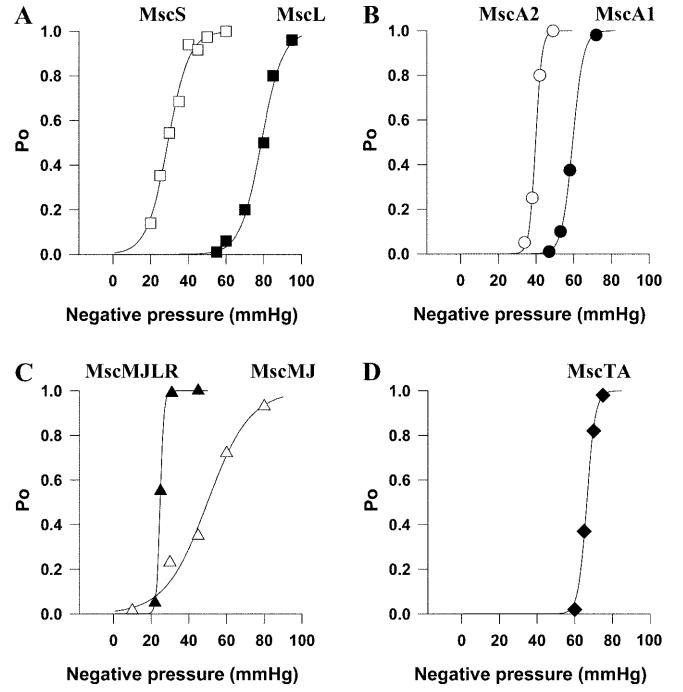 A MscS MscL
Po
1.0
0.8
0.6
0.4
0.2
0.0
0 20 40 60 80 100
Negative pressure (mmHg)
B MscA2 MscA1
Po
1.0
0.8
0.6
0.4
0.2
0.0
0 20 40 60 80 100
Negative pressure (mmHg)
C MscMJLR MscMJ
Po
1.0
0.8
0.6
0.4
0.2
0.0
0 20 40 60 80 100
Negative pressure (mmHg)
D MscTA
Po
1.0
0.8
0.6
0.4
0.2
0.0
0 20 40 60 80 100
Negative pressure (mmHg)